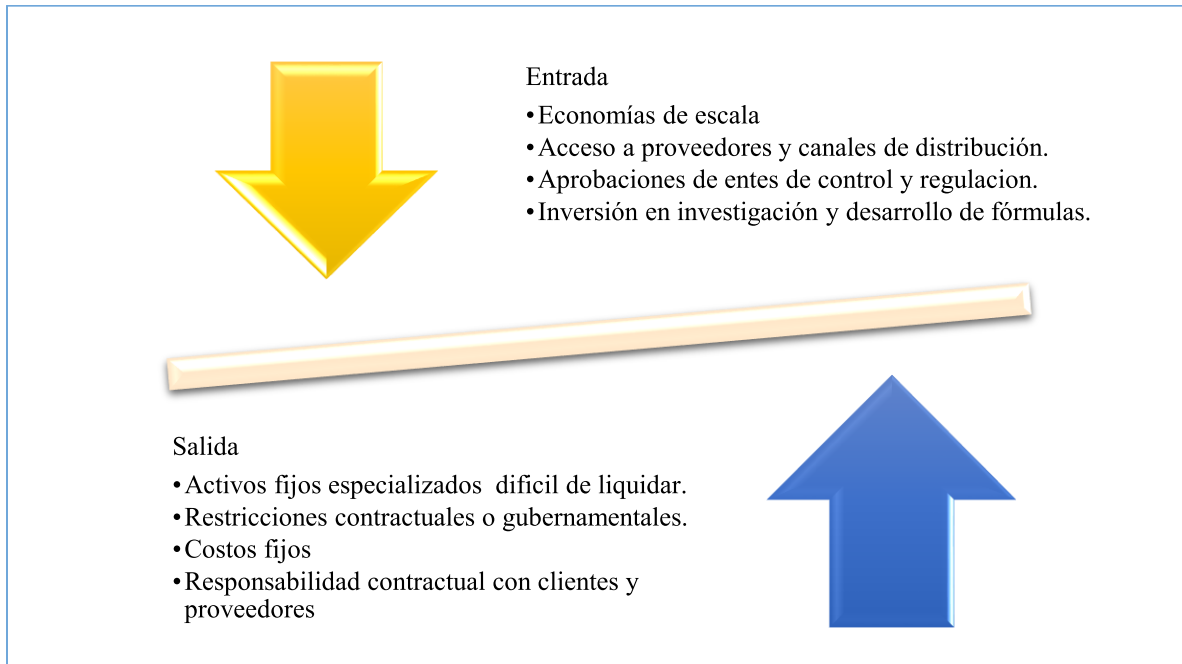 Entrada
•Economías de escala
•Acceso a proveedores y canales de distribución.
•Aprobaciones de entes de control y regulacion.
•Inversión en investigación y desarrollo de fórmulas.
Salida
•Activos fijos especializados  dificil de liquidar.
•Restricciones contractuales o gubernamentales.
•Costos fijos
•Responsabilidad contractual con clientes y
proveedores